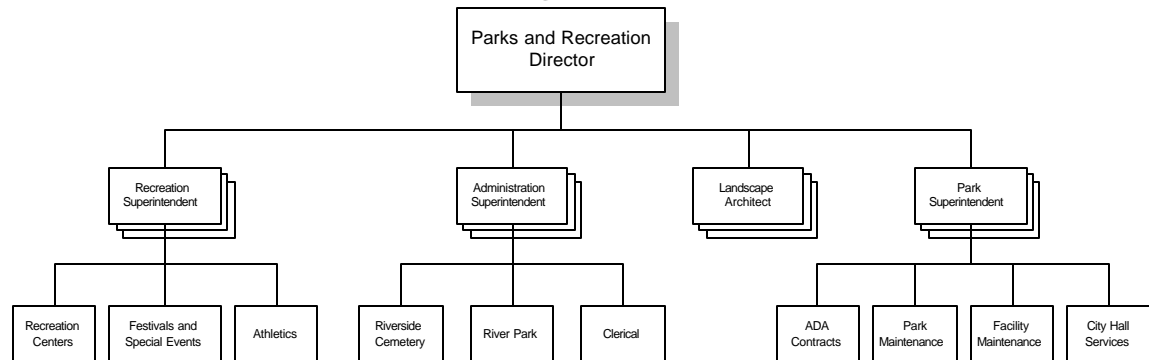 Parks and Recreation
Director
Recreation
Superintendent
Administration
Superintendent
Landscape
Architect
Park
Superintendent
Recreation
Centers
Festivals and
Special Events
Athletics
Riverside
Cemetery
River Park
Clerical
ADA
Contracts
Park
Maintenance
Facility
Maintenance
City Hall
Services